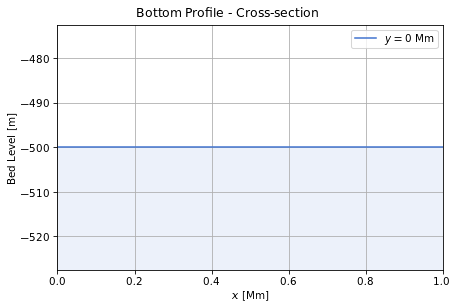 Bottom Profile - Cross-section
y = 0 Mm
Bed Level [m]
−480
−490
−500
−510
−520
0.0 0.2 0.4 0.6 0.8 1.0
x [Mm]